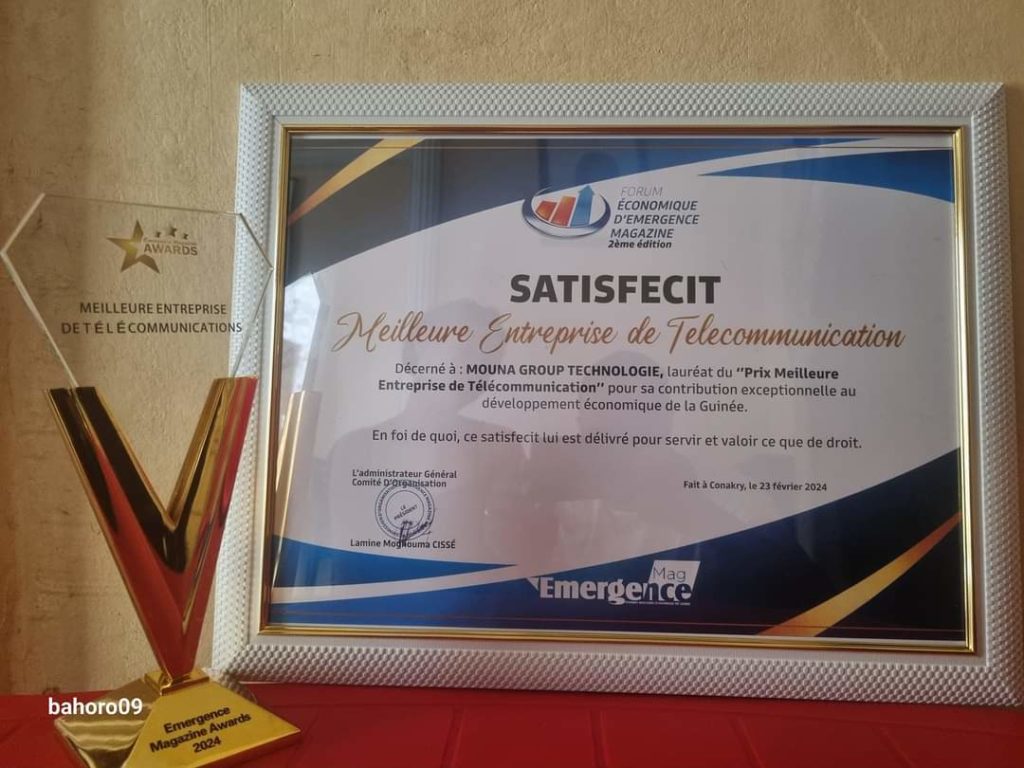 AWARDS
MEILLEURE ENTREPRISE
DE TÉLÉCOMMUNICATIONS
Emergence
Magazine Awards
2024
bahoro09
FORUM
ÉCONOMIQUE
D'EMERGENCE
MAGAZINE
2ème édition
SATISFECIT
Meilleure Entreprise de Telecommunication
Décerné à : MOUNA GROUP TECHNOLOGIE, lauréat du ‘‘Prix Meilleure
Entreprise de Télécommunication’’ pour sa contribution exceptionnelle au
développement économique de la Guinée.
En foi de quoi, ce satisfecit lui est délivré pour servir et valoir ce que de droit.
L'administrateur Général
Comité D'Organisation
LE
PRÉSIDENT
Lamine Moghouma CISSÉ
Fait à Conakry, le 23 février 2024
Emergence
Mag